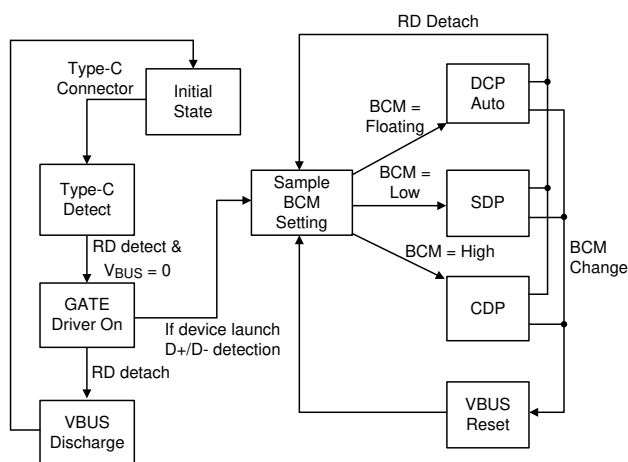 RD Detach
Type-C
Connector
Initial
State
DCP
Auto
BCM =
Floating
Type-C
Detect
Sample
BCM
Setting
BCM =
Low
SDP
RD detect &
VBUS = 0
BCM = High
BCM
Change
GATE
Driver On
If device launch
D+/D- detection
CDP
RD detach
VBUS
Discharge
VBUS
Reset